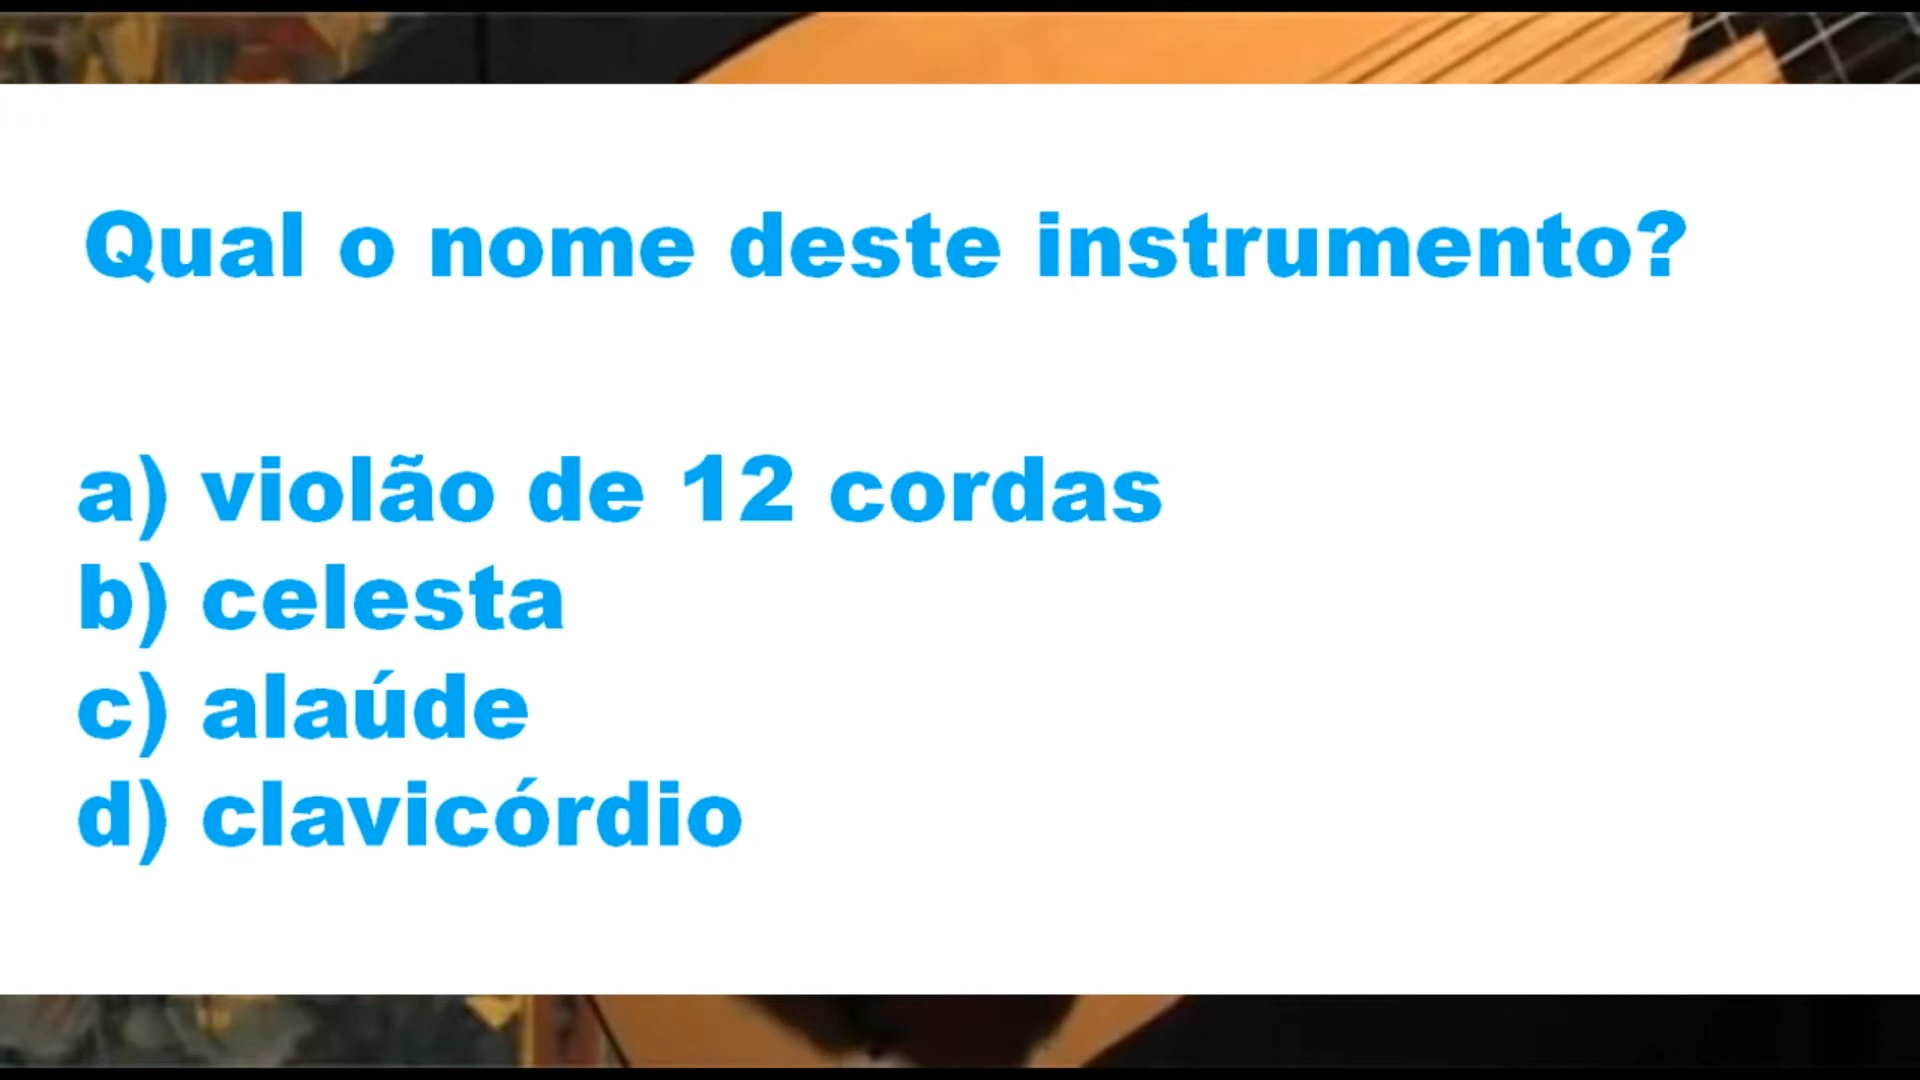 Qual o nome deste instrumento?
a) violão de 12 cordas
b) celesta
c) alaúde
d) clavicórdio